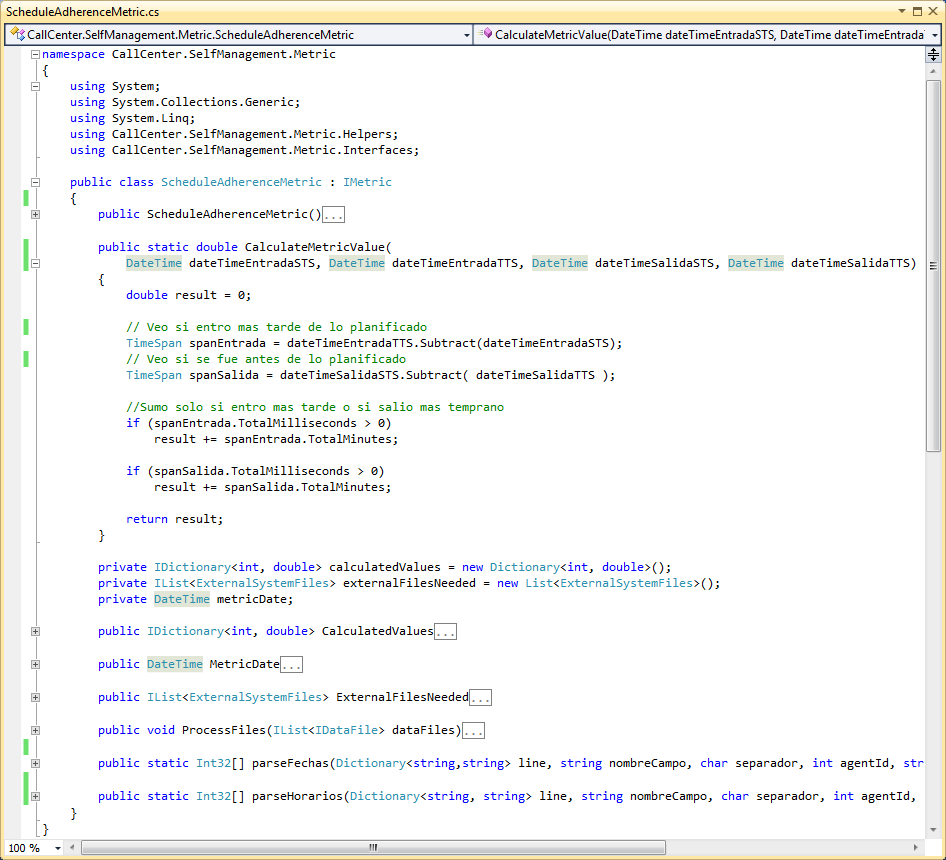 ScheduleAdherenceMetric.cs
CallCenter.SelfManagement.Metric.ScheduleAdherenceMetric
CalculateMetricValue(DateTime dateTimeEntradaSTS, DateTime dateTimeEntrada
namespace CallCenter.SelfManagement.Metric
{
using System;
using System.Collections.Generic;
using System.Linq;
using CallCenter.SelfManagement.Metric.Helpers;
using CallCenter.SelfManagement.Metric.Interfaces;
public class ScheduleAdherenceMetric : IMetric
{
public ScheduleAdherenceMetric()...
public static double CalculateMetricValue(
DateTime dateTimeEntradaSTS, DateTime dateTimeEntradaTTS, DateTime dateTimeSalidaSTS, DateTime dateTimeSalidaTTS)
{
double result = 0;
// Veo si entro mas tarde de lo planificado
TimeSpan spanEntrada = dateTimeEntradaTTS.Subtract(dateTimeEntradaSTS);
// Veo si se fue antes de lo planificado
TimeSpan spanSalida = dateTimeSalidaSTS.Subtract( dateTimeSalidaTTS );
//Sumo solo si entro mas tarde o si salio mas temprano
if (spanEntrada.TotalMilliseconds > 0)
result += spanEntrada.TotalMinutes;
if (spanSalida.TotalMilliseconds > 0)
result += spanSalida.TotalMinutes;
return result;
}
private IDictionary<int, double> calculatedValues = new Dictionary<int, double>();
private IList<ExternalSystemFiles> externalFilesNeeded = new List<ExternalSystemFiles>();
private DateTime metricDate;
public IDictionary<int, double> CalculatedValues...
public DateTime MetricDate...
public IList<ExternalSystemFiles> ExternalFilesNeeded...
public void ProcessFiles(IList<IDataFile> dataFiles)...
public static Int32[] parseFechas(Dictionary<string,string> line, string nombreCampo, char separador, int agentId, str
public static Int32[] parseHorarios(Dictionary<string, string> line, string nombreCampo, char separador, int agentId,
}
}
100 %